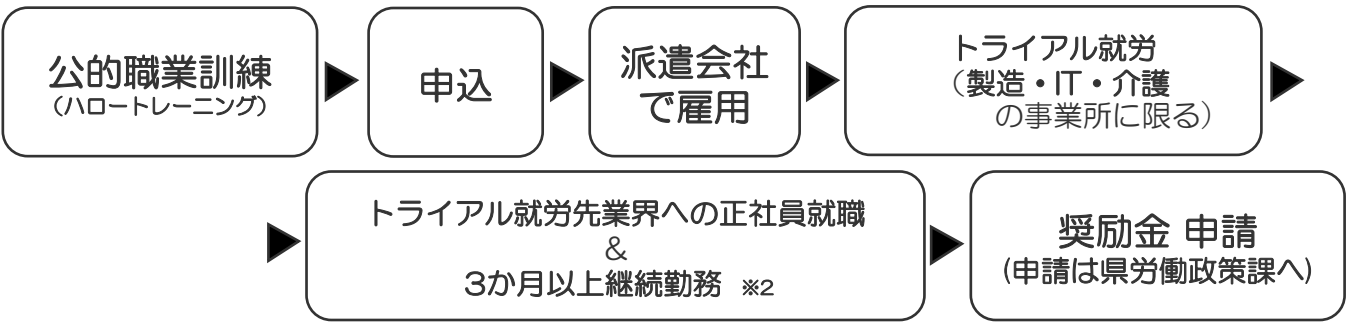 公的職業訓練
（ハロートレーニング）
申込
派遣会社
で雇用
トライアル就労
（製造・IT・介護
の事業所に限る）
トライアル就労先業界への正社員就職
＆
3か月以上継続勤務 ※2
奨励金 申請
(申請は県労働政策課へ)